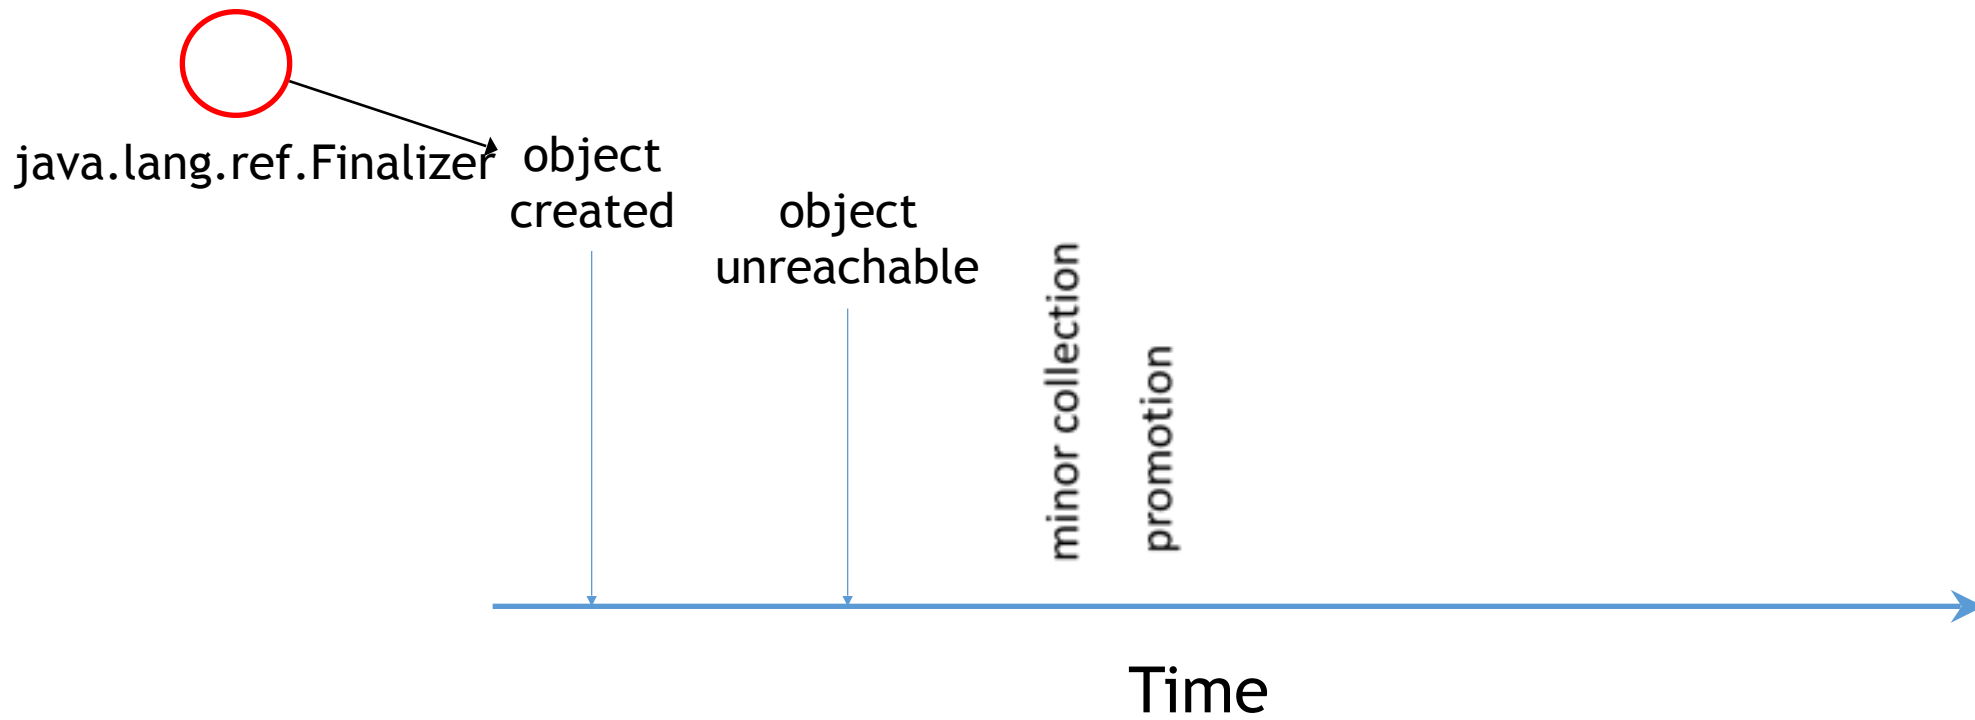 java.lang.ref.Finalizer
object
created
object
unreachable
minor collection
promotion
Time